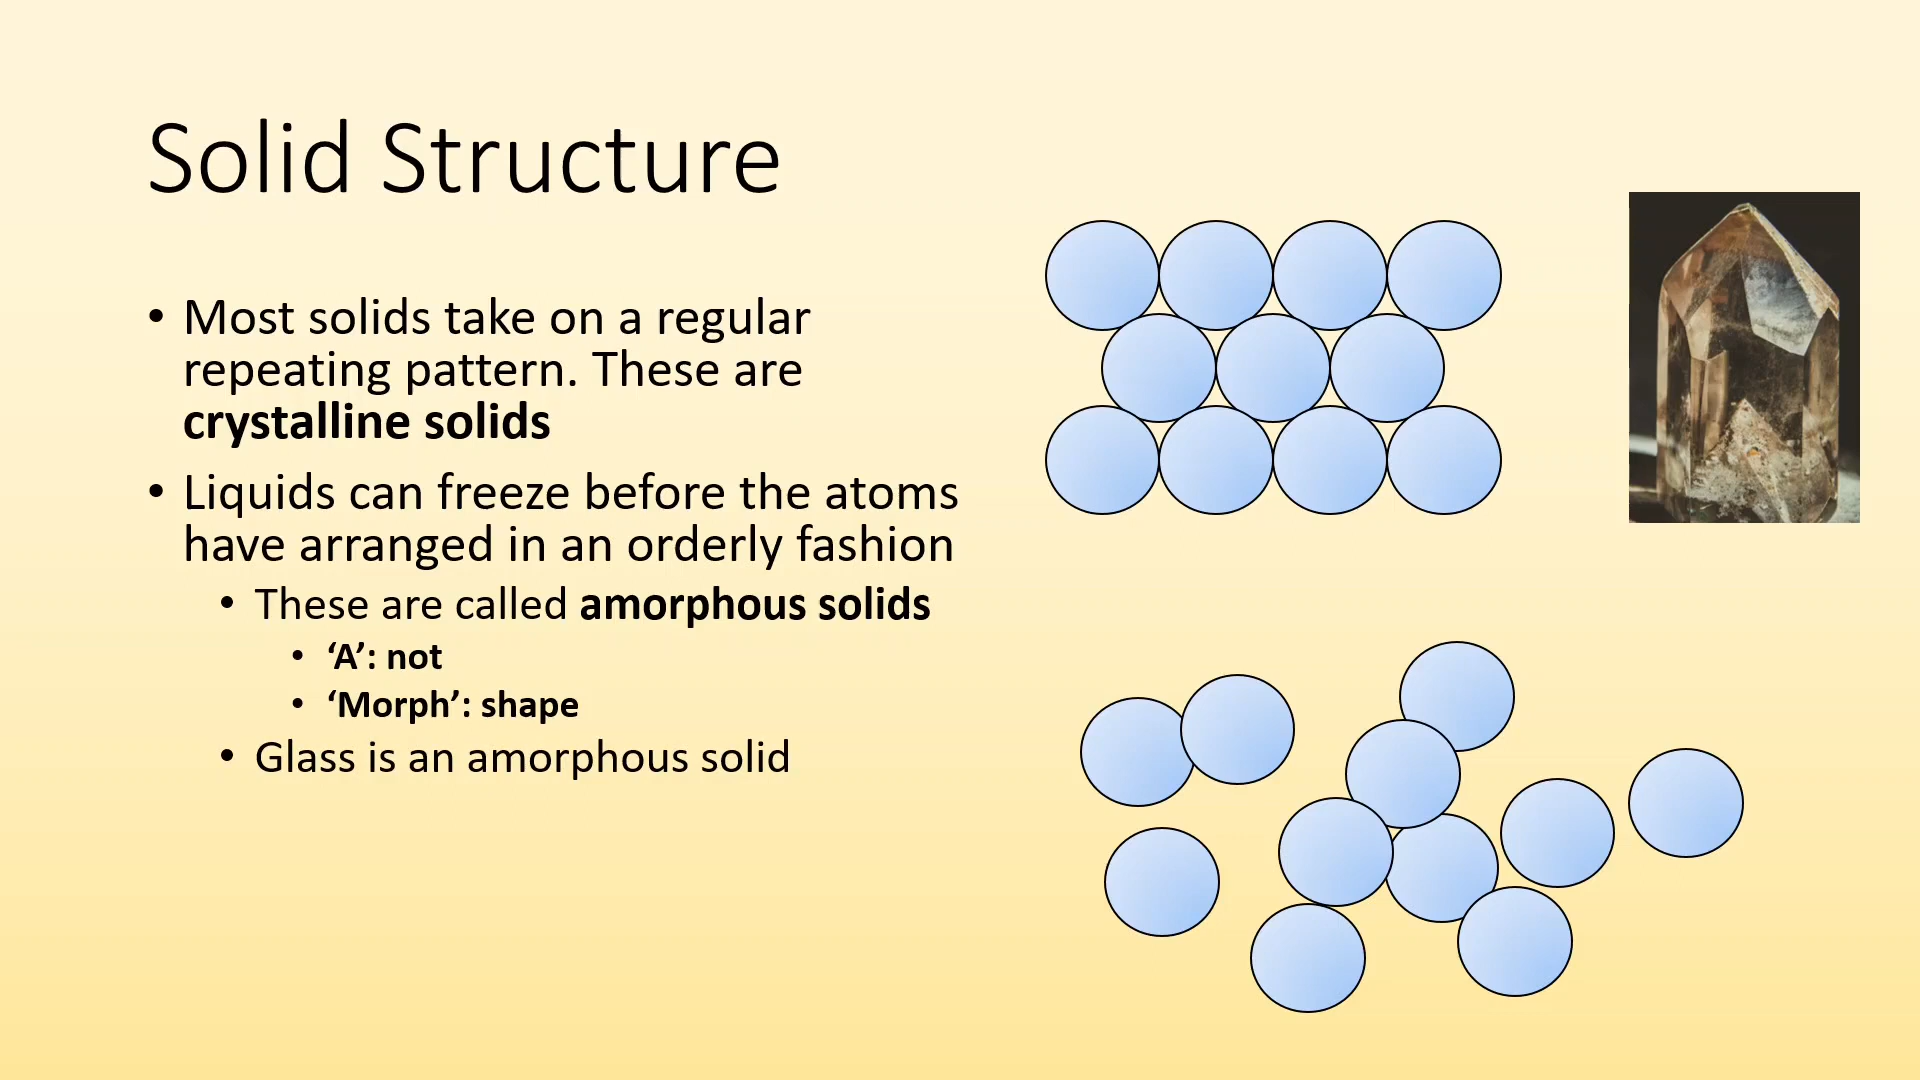 Solid Structure
• Most solids take on a regular
repeating pattern. These are
crystalline solids
• Liquids can freeze before the atoms
have arranged in an orderly fashion
• These are called amorphous solids
• ‘A’: not
• ‘Morph’: shape
• Glass is an amorphous solid